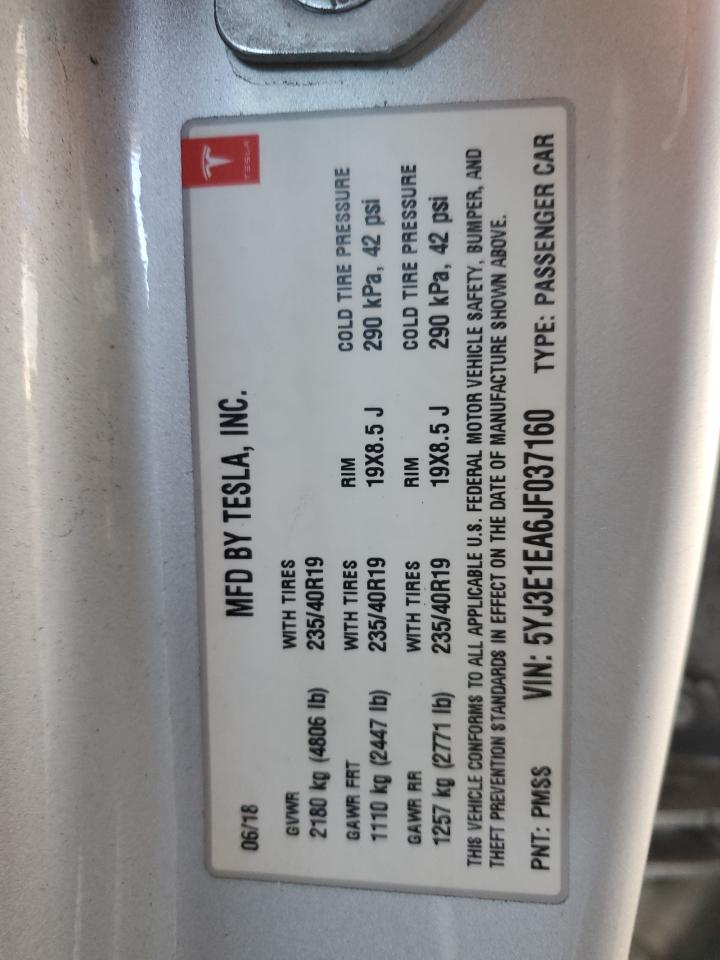 TESLA
06/18 MFD BY TESLA, INC.
GVWR WITH TIRES
2180 kg (4806 lb) 235/40R19
GAWR FRT WITH TIRES RIM COLD TIRE PRESSURE
1110 kg (2447 lb) 235/40R19 19X8.5 J 290 kPa, 42 psi
GAWR RR WITH TIRES RIM COLD TIRE PRESSURE
1257 kg (2771 lb) 235/40R19 19X8.5 J 290 kPa, 42 psi
THIS VEHICLE CONFORMS TO ALL APPLICABLE U.S. FEDERAL MOTOR VEHICLE SAFETY, BUMPER, AND
THEFT PREVENTION STANDARDS IN EFFECT ON THE DATE OF MANUFACTURE SHOWN ABOVE.
PNT: PMSS VIN: 5YJ3E1EA6JF037160 TYPE: PASSENGER CAR